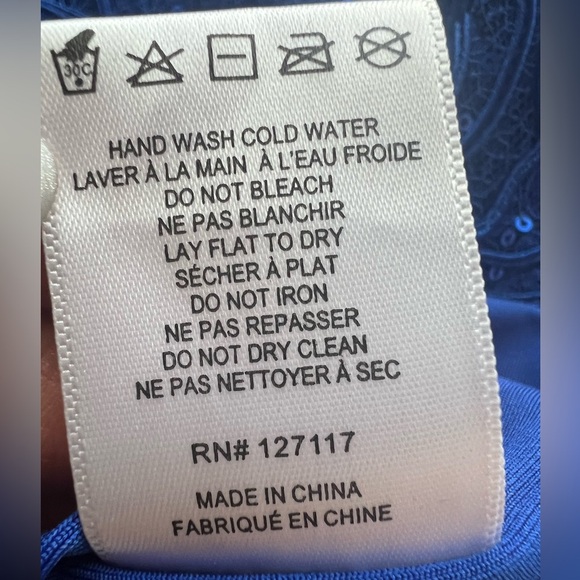 30C
HAND WASH COLD WATER
LAVER À LA MAIN À L'EAU FROIDE
DO NOT BLEACH
NE PAS BLANCHIR
LAY FLAT TO DRY
SÉCHER À PLAT
DO NOT IRON
NE PAS REPASSER
DO NOT DRY CLEAN
NE PAS NETTOYER À SEC
RN# 127117
MADE IN CHINA
FABRIQUÉ EN CHINE